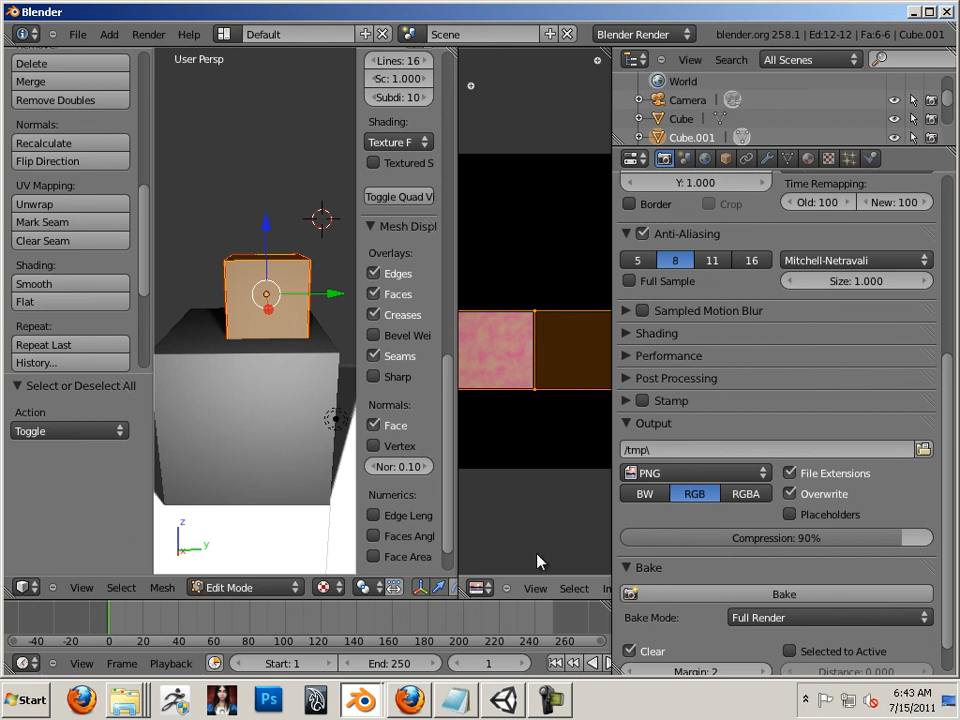 Blender
File Add Render Help Default Scene Blender Render blender.org 258.1 | Ed:12-12 | Fa:6-6 | Cube.001
Delete
Merge
Remove Doubles
Normals:
Recalculate
Flip Direction
UV Mapping:
Unwrap
Mark Seam
Clear Seam
Shading:
Smooth
Flat
Repeat:
Repeat Last
History...
Select or Deselect All
Action
Toggle
User Persp
z
y
x
Lines: 16
Sc: 1.000
Subdi: 10
Shading:
Texture F
Textured S
Toggle Quad V
Mesh Displ
Overlays:
Edges
Faces
Creases
Bevel Wei
Seams
Sharp
Normals:
Face
Vertex
Nor: 0.10
Numerics:
Edge Leng
Faces Angl
Face Area
View Select Mesh Edit Mode
View Select In
View Search All Scenes
World
Camera
Cube
Cube.001
Y: 1.000
Border Crop
Time Remapping:
Old: 100 New: 100
Anti-Aliasing
5 8 11 16 Mitchell-Netravali
Full Sample Size: 1.000
Sampled Motion Blur
Shading
Performance
Post Processing
Stamp
Output
/tmp\
PNG File Extensions
BW RGB RGBA Overwrite
Placeholders
Compression: 90%
Bake
Bake
Bake Mode: Full Render
Clear Selected to Active
Margin: 2 Distance: 0.000
-40 -20 0 20 40 60 80 100 120 140 160 180 200 220 240 260
View Frame Playback Start: 1 End: 250 1
Start Ps 6:43 AM
7/15/2011